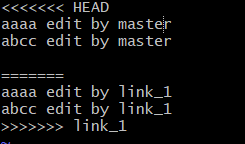 <<<<<<< HEAD
aaaa edit by master
abcc edit by master

=======
aaaa edit by link_1
abcc edit by link_1
>>>>>>> link_1